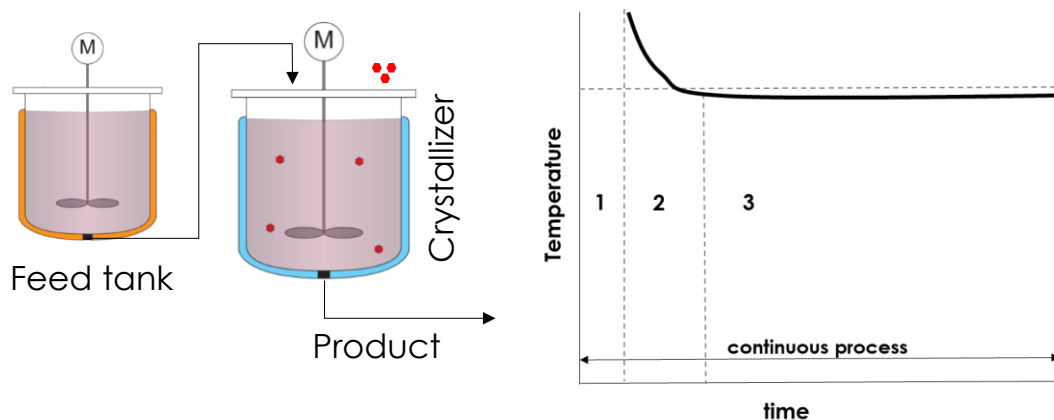 M
M
Crystallizer
Feed tank
Product
Temperature
1
2
3
continuous process
time